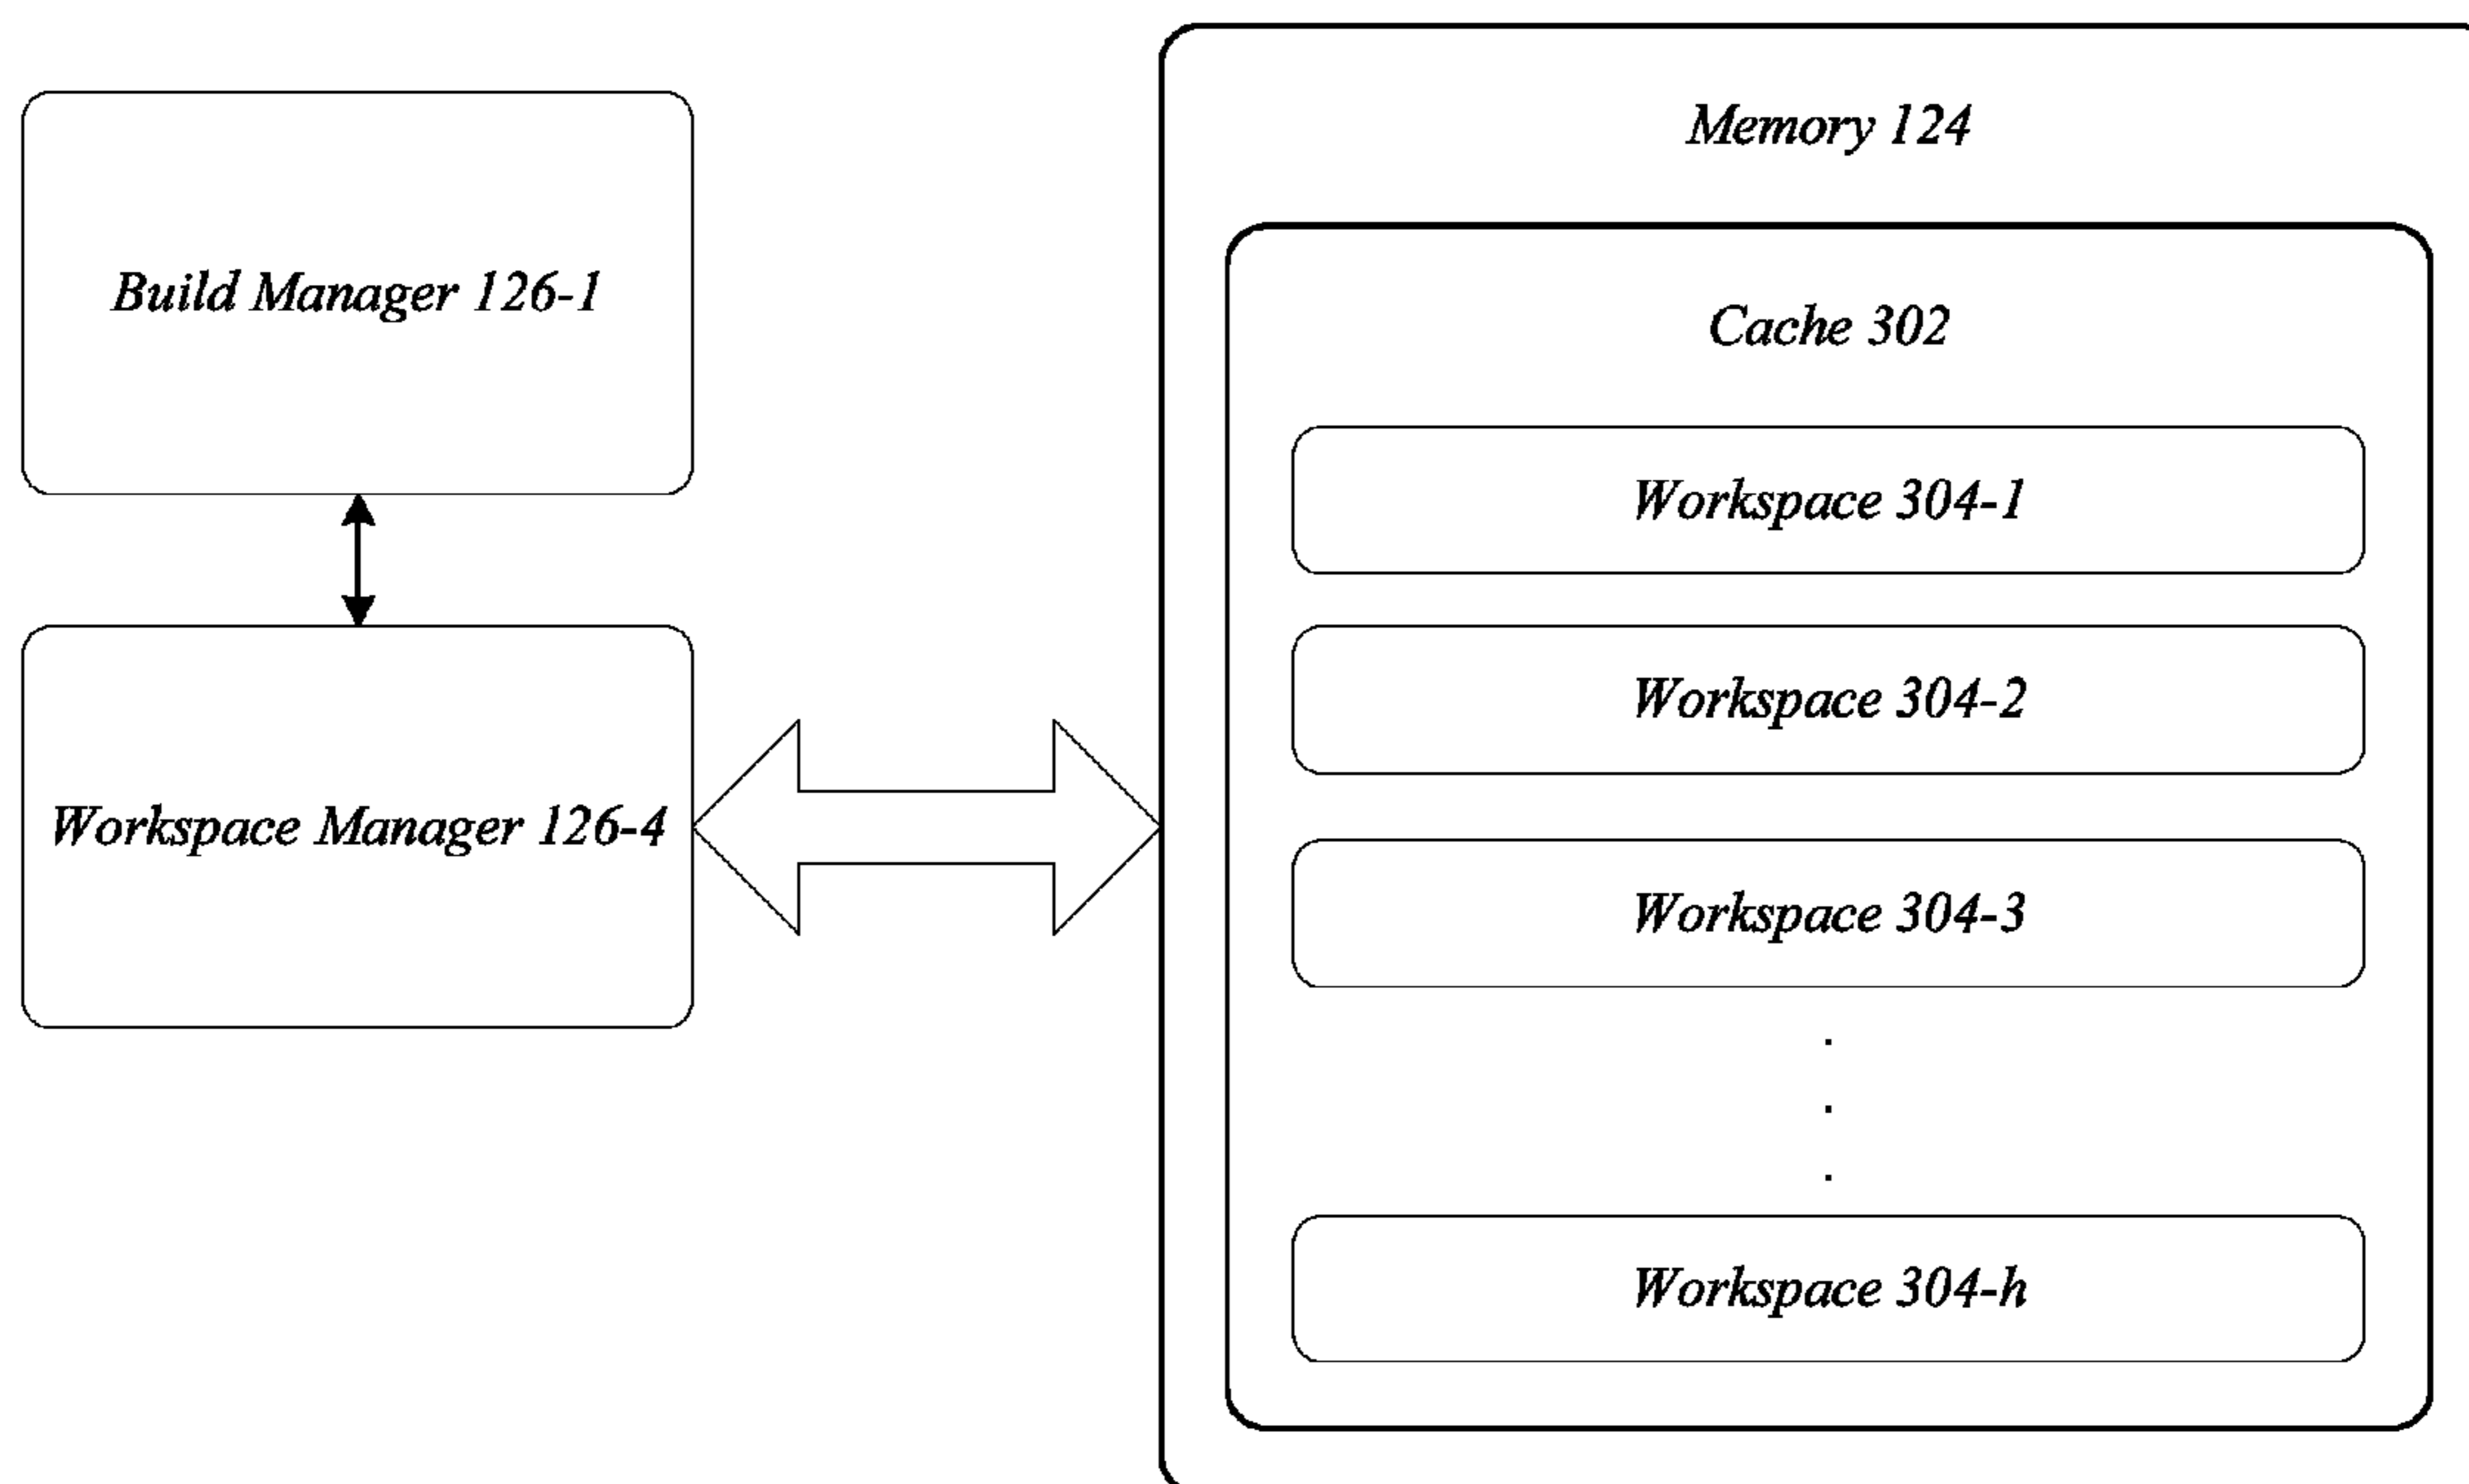 Build Manager 126-1
Workspace Manager 126-4
Memory 124
Cache 302
Workspace 304-1
Workspace 304-2
Workspace 304-3
.
.
.
Workspace 304-h